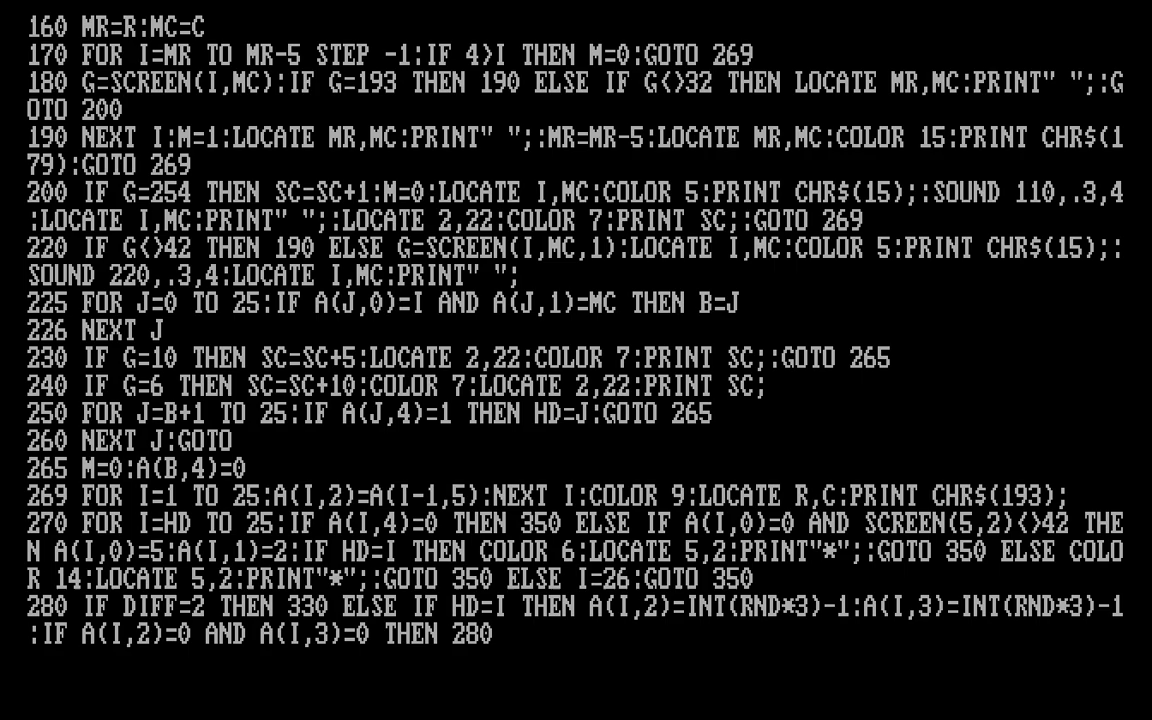 160 MR=R:MC=C
170 FOR I=MR TO MR-5 STEP -1:IF 4>I THEN M=0:GOTO 269
180 G=SCREEN(I,MC):IF G=193 THEN 190 ELSE IF G<>32 THEN LOCATE MR,MC:PRINT" ";:G
OTO 200
190 NEXT I:M=1:LOCATE MR,MC:PRINT" ";:MR=MR-5:LOCATE MR,MC:COLOR 15:PRINT CHR$(1
79):GOTO 269
200 IF G=254 THEN SC=SC+1:M=0:LOCATE I,MC:COLOR 5:PRINT CHR$(15);:SOUND 110,.3,4
:LOCATE I,MC:PRINT" ";:LOCATE 2,22:COLOR 7:PRINT SC;:GOTO 269
220 IF G<>42 THEN 190 ELSE G=SCREEN(I,MC,1):LOCATE I,MC:COLOR 5:PRINT CHR$(15);:
SOUND 220,.3,4:LOCATE I,MC:PRINT" ";
225 FOR J=0 TO 25:IF A(J,0)=I AND A(J,1)=MC THEN B=J
226 NEXT J
230 IF G=10 THEN SC=SC+5:LOCATE 2,22:COLOR 7:PRINT SC;:GOTO 265
240 IF G=6 THEN SC=SC+10:COLOR 7:LOCATE 2,22:PRINT SC;
250 FOR J=B+1 TO 25:IF A(J,4)=1 THEN HD=J:GOTO 265
260 NEXT J:GOTO
265 M=0:A(B,4)=0
269 FOR I=1 TO 25:A(I,2)=A(I-1,5):NEXT I:COLOR 9:LOCATE R,C:PRINT CHR$(193);
270 FOR I=HD TO 25:IF A(I,4)=0 THEN 350 ELSE IF A(I,0)=0 AND SCREEN(5,2)<>42 THE
N A(I,0)=5:A(I,1)=2:IF HD=I THEN COLOR 6:LOCATE 5,2:PRINT"*";:GOTO 350 ELSE COLO
R 14:LOCATE 5,2:PRINT"*";:GOTO 350 ELSE I=26:GOTO 350
280 IF DIFF=2 THEN 330 ELSE IF HD=I THEN A(I,2)=INT(RND*3)-1:A(I,3)=INT(RND*3)-1
:IF A(I,2)=0 AND A(I,3)=0 THEN 280